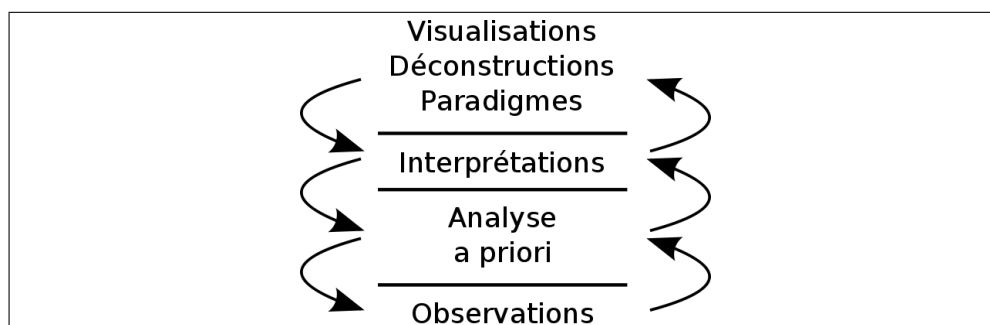 Visualisations
Déconstructions
Paradigmes
Interprétations
Analyse
a priori
Observations